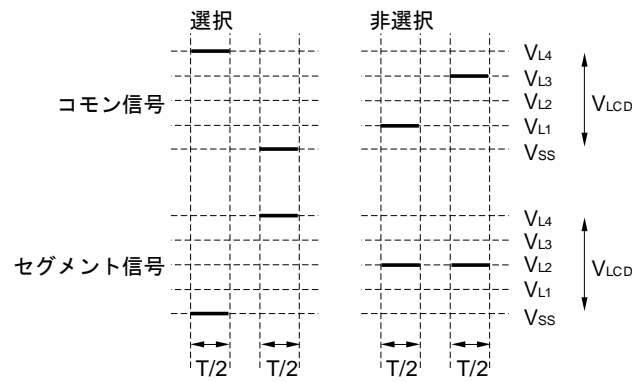 選択 非選択
VL4
VL3
コモン信号 VL2 VLCD
VL1
VSS
VL4
VL3
セグメント信号 VL2 VLCD
VL1
VSS
T/2 T/2 T/2 T/2